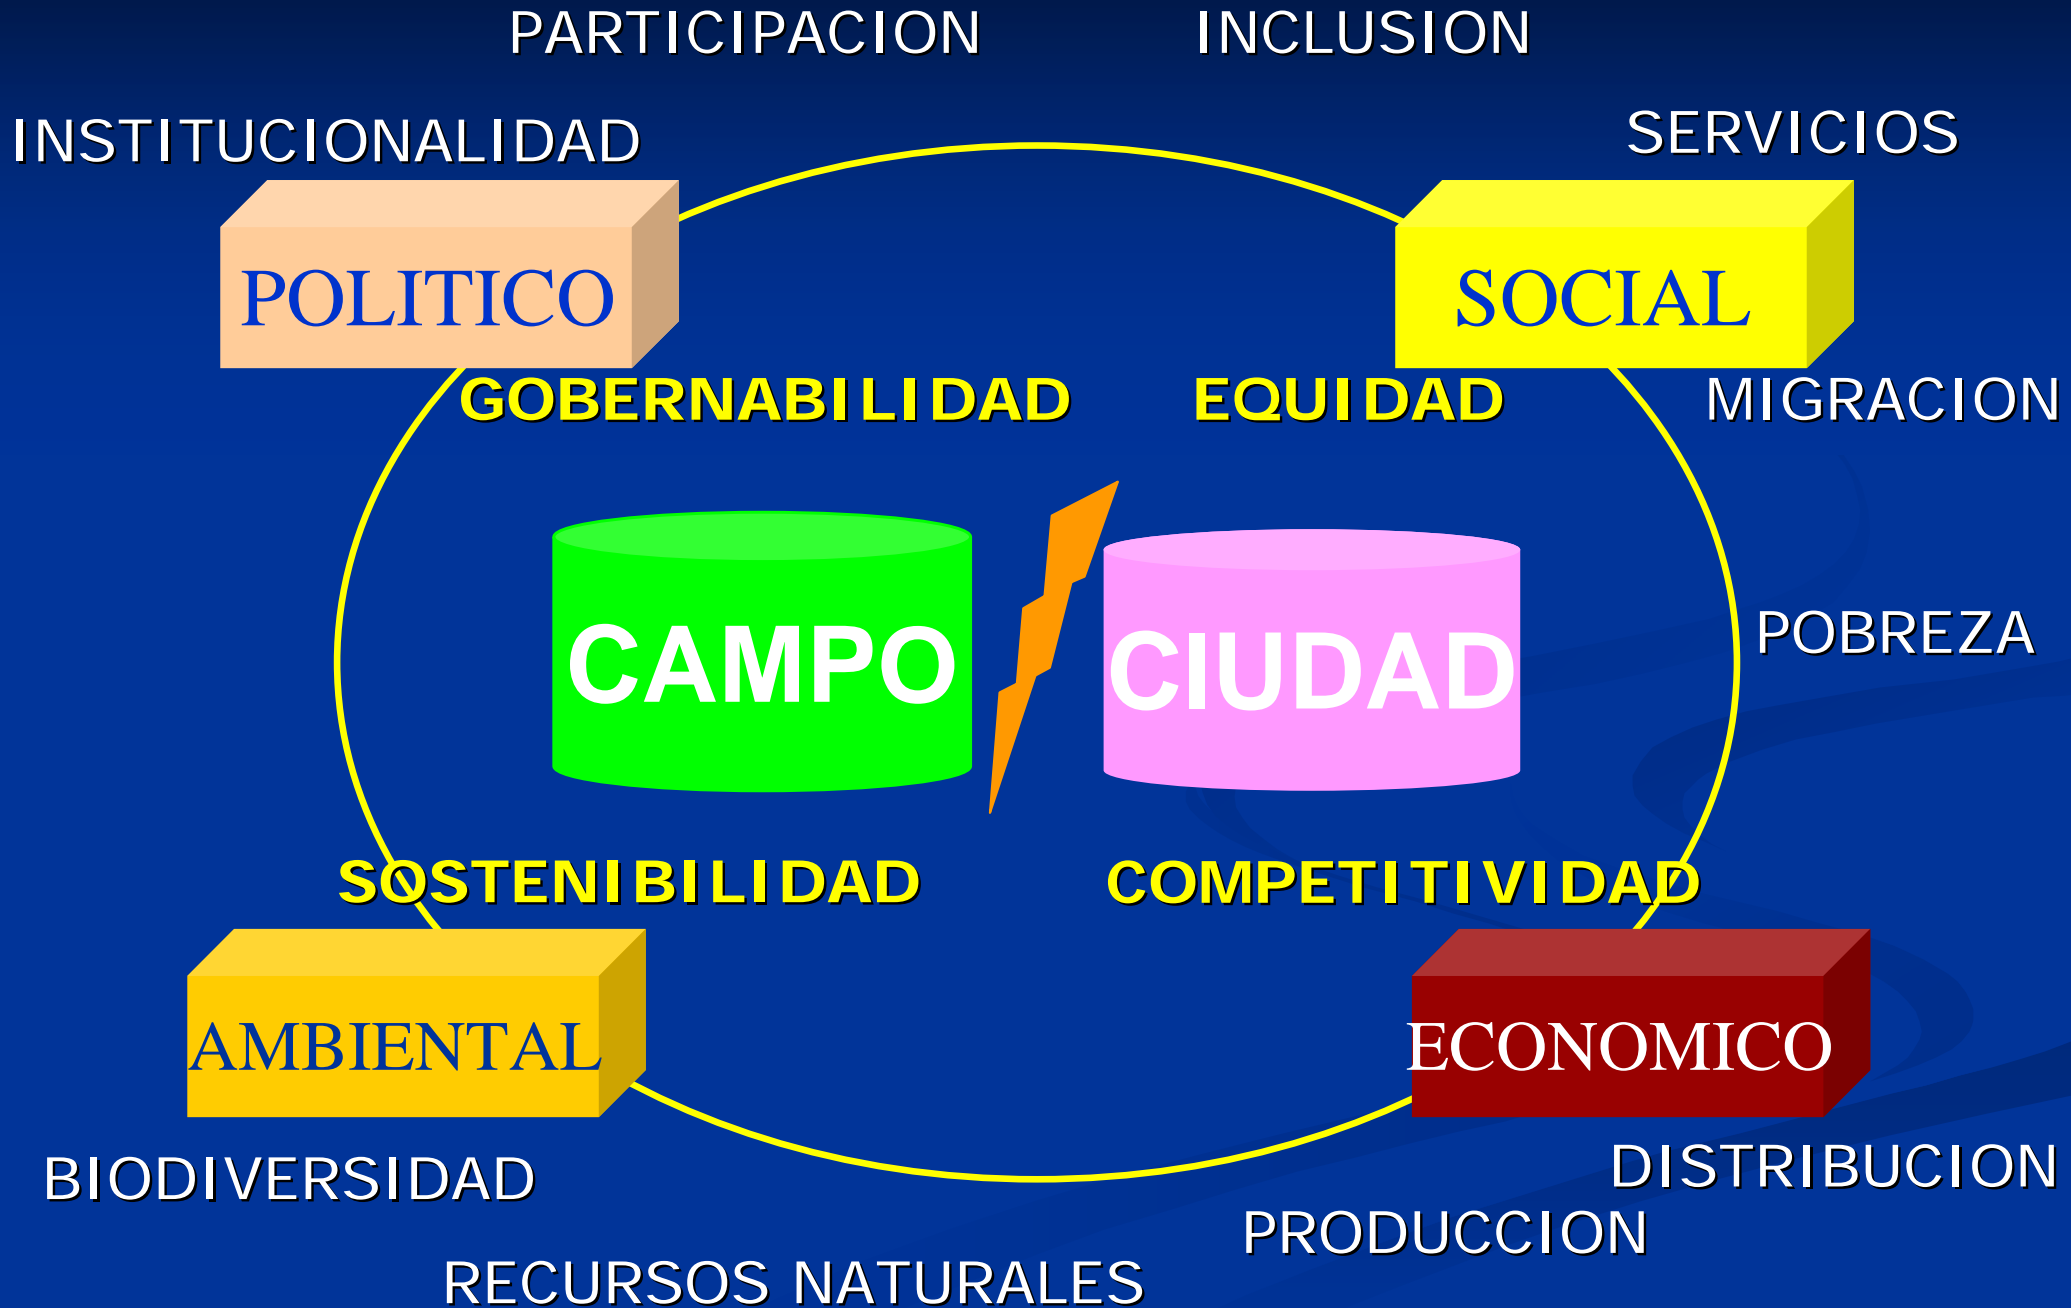 PARTICIPACION INCLUSION
INSTITUCIONALIDAD SERVICIOS
POLITICO SOCIAL
GOBERNABILIDAD EQUIDAD MIGRACION
CAMPO CIUDAD POBREZA
SOSTENIBILIDAD COMPETITIVIDAD
AMBIENTAL ECONOMICO
BIODIVERSIDAD DISTRIBUCION
PRODUCCION
RECURSOS NATURALES